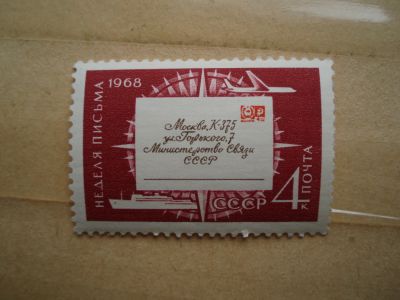 1968
НЕДЕЛЯ ПИСЬМА
Москва, К-375
ул. Горького, 7
Министерство Связи
СССР
СССР
4 к
ПОЧТА